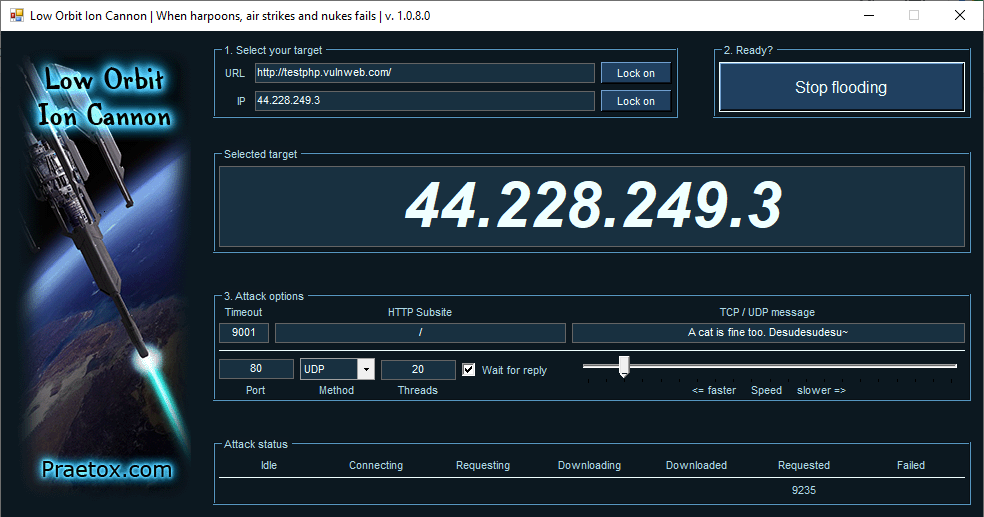 Low Orbit Ion Cannon | When harpoons, air strikes and nukes fails | v. 1.0.8.0
Low Orbit
Ion Cannon
Praetox.com
1. Select your target
URL http://testphp.vulnweb.com/ Lock on
IP 44.228.249.3 Lock on
2. Ready?
Stop flooding
Selected target
44.228.249.3
3. Attack options
Timeout HTTP Subsite TCP / UDP message
9001 / A cat is fine too. Desudesudesu~
80 UDP 20 Wait for reply
Port Method Threads <= faster Speed slower =>
Attack status
Idle Connecting Requesting Downloading Downloaded Requested Failed
9235